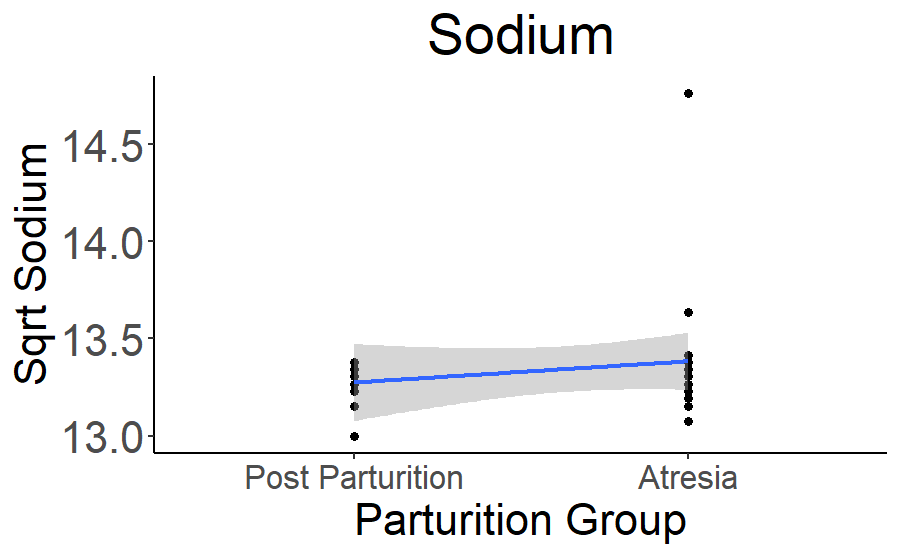 Sodium
Sqrt Sodium
14.5
14.0
13.5
13.0
Post Parturition
Atresia
Parturition Group